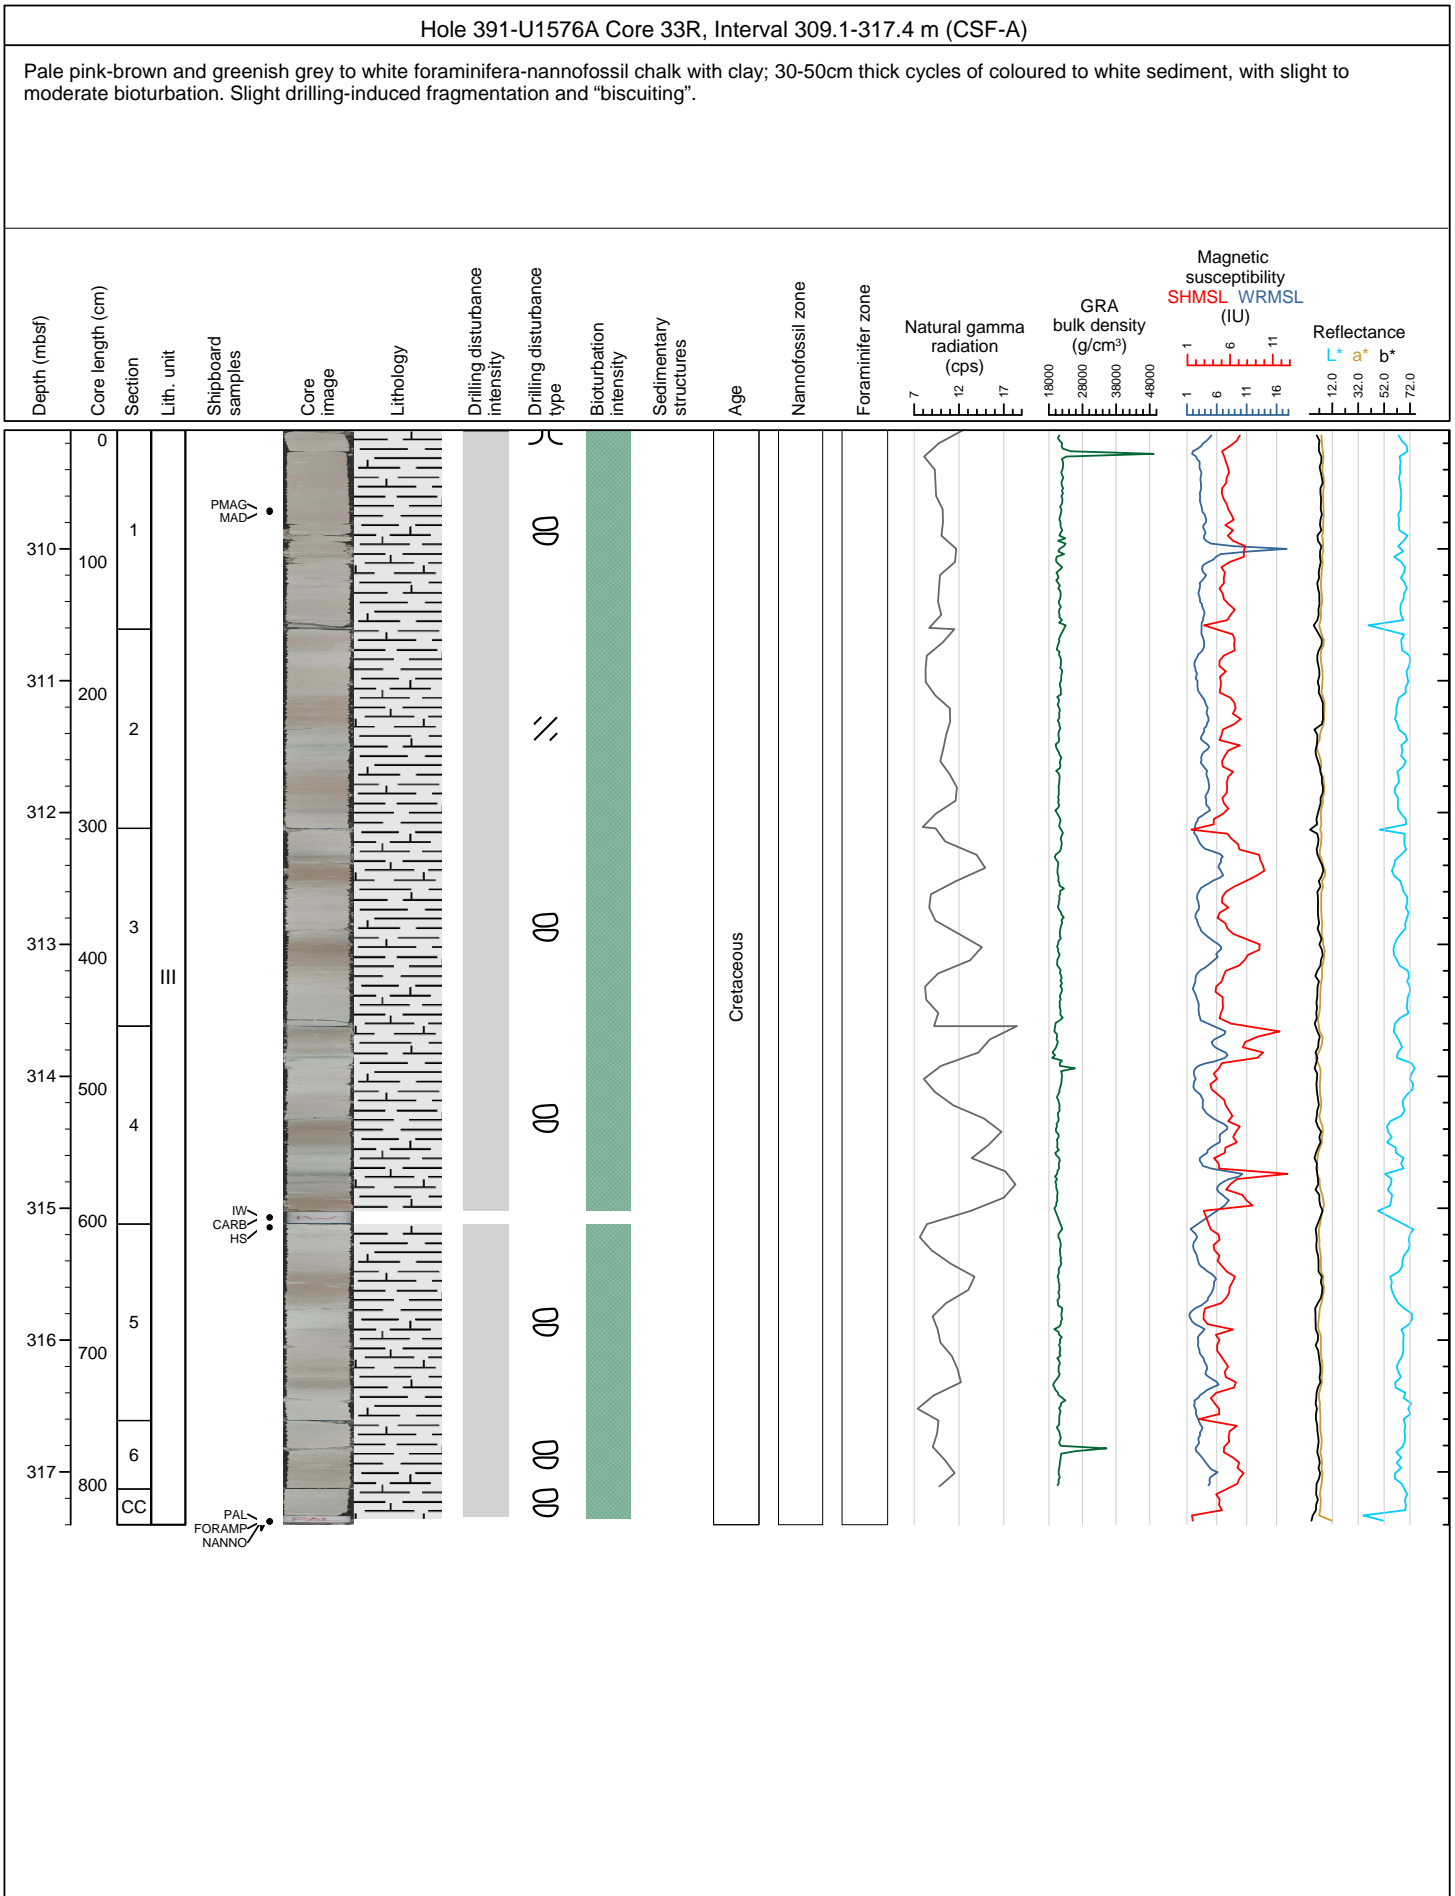 Hole 391-U1576A Core 33R, Interval 309.1-317.4 m (CSF-A)
Pale pink-brown and greenish grey to white foraminifera-nannofossil chalk with clay; 30-50cm thick cycles of coloured to white sediment, with slight to
moderate bioturbation. Slight drilling-induced fragmentation and “biscuiting”.
Depth (mbsf)
Core length (cm)
Section
Lith. unit
Shipboard
samples
Core
image
Lithology
Drilling disturbance
intensity
Drilling disturbance
type
Bioturbation
intensity
Sedimentary
structures
Age
Nannofossil zone
Foraminifer zone
Natural gamma
radiation
(cps)
7 12 17
GRA
bulk density
(g/cm³)
18000 28000 38000 48000
Magnetic
susceptibility
SHMSL WRMSL
(IU)
1 6 11
1 6 11 16
Reflectance
L* a* b*
12.0 32.0 52.0 72.0
0
PMAG
MAD
1
310
100
311
200
2
312
300
3
313
400
III
Cretaceous
314
500
4
315
IW
600
CARB
HS
5
316
700
6
317
800
CC
PAL
FORAMP
NANNO